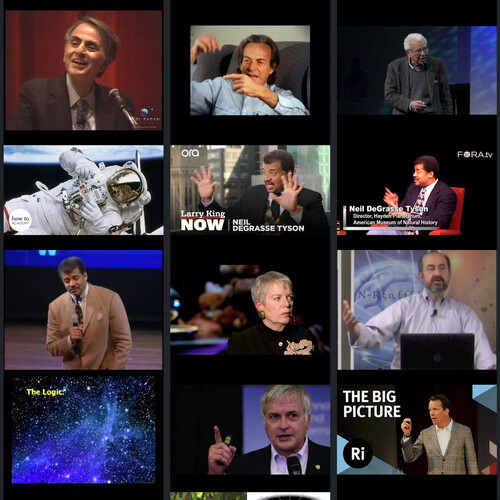 ora
Larry King
NOW
NEIL
DEGRASSE TYSON
FORA.tv
Neil DeGrasse Tyson
Director, Hayden Planetarium,
American Museum of Natural History
how to
ACADEMY
The Logic.
THE BIG
PICTURE
Ri